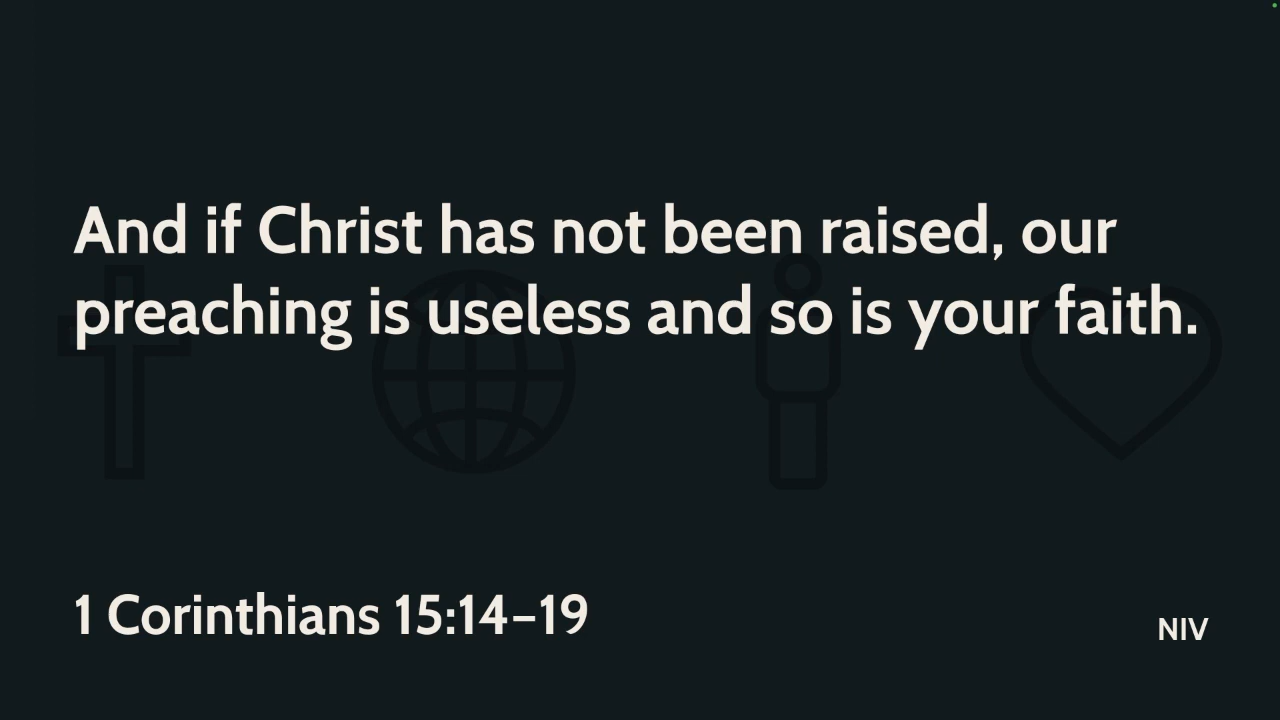 And if Christ has not been raised, our
preaching is useless and so is your faith.
1 Corinthians 15:14–19
NIV